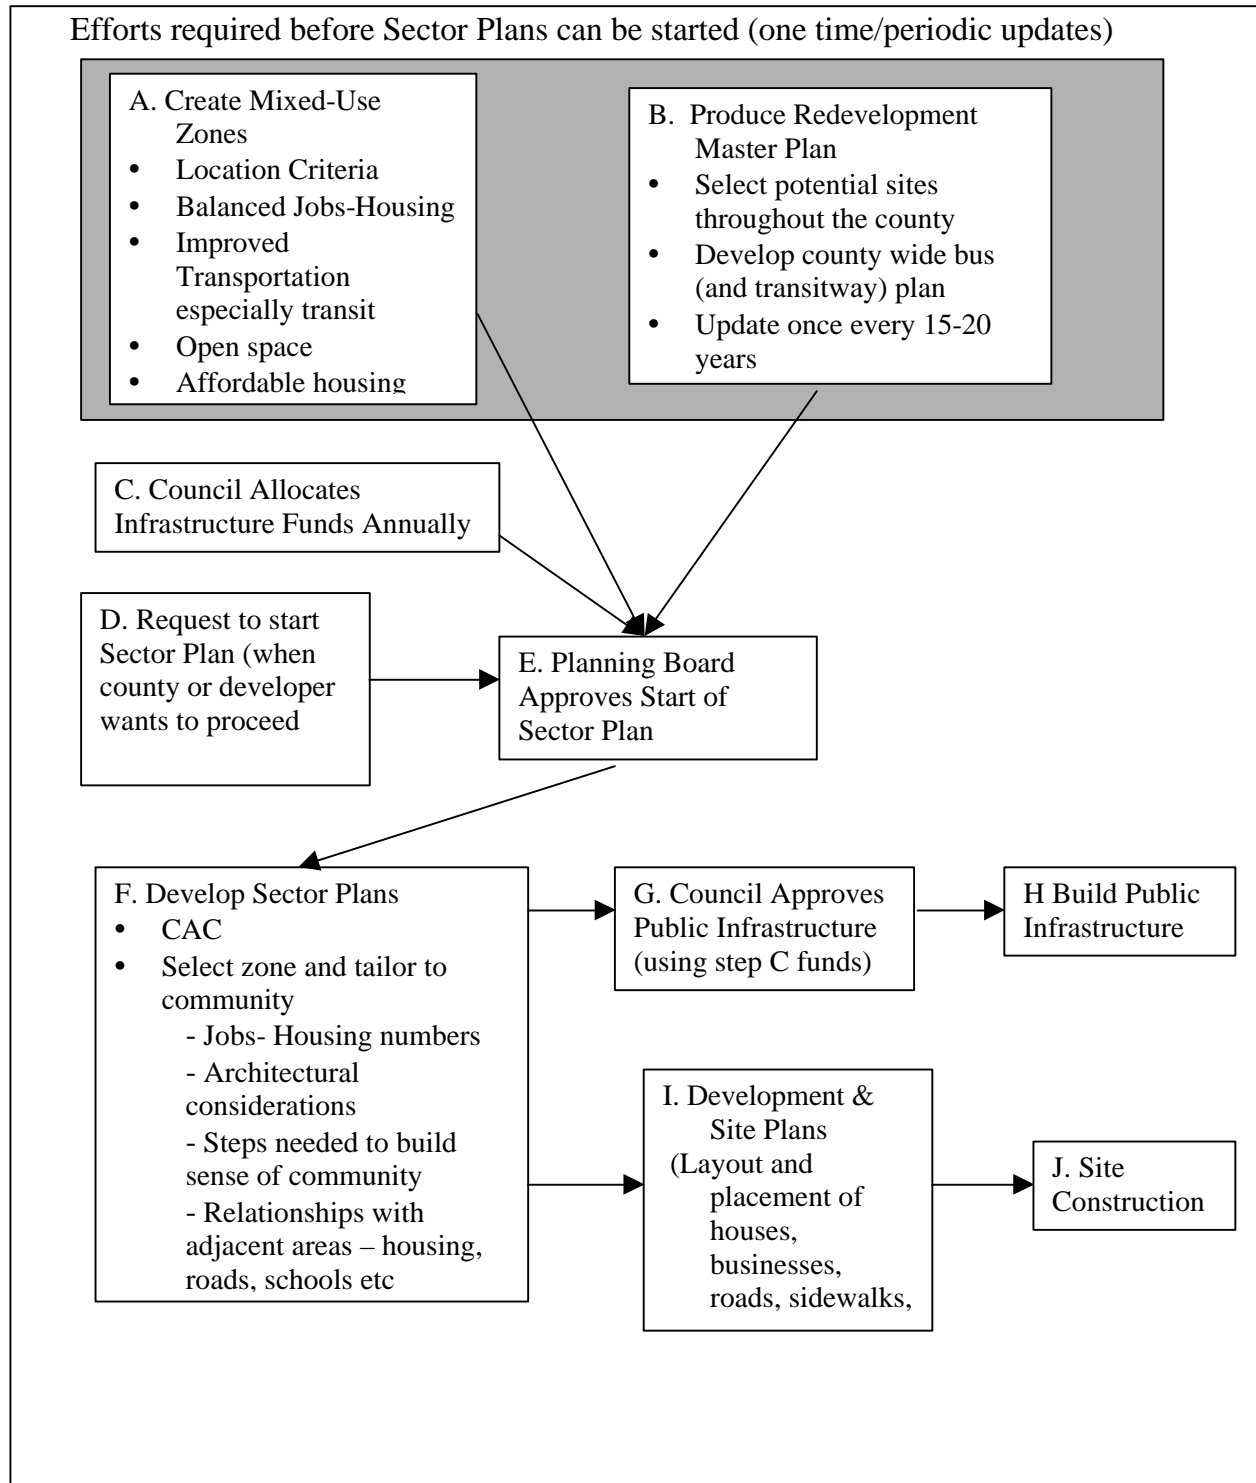 Efforts required before Sector Plans can be started (one time/periodic updates)
A. Create Mixed-Use
Zones
• Location Criteria
• Balanced Jobs-Housing
• Improved
Transportation
especially transit
• Open space
• Affordable housing
B. Produce Redevelopment
Master Plan
• Select potential sites
throughout the county
• Develop county wide bus
(and transitway) plan
• Update once every 15-20
years
C. Council Allocates
Infrastructure Funds Annually
D. Request to start
Sector Plan (when
county or developer
wants to proceed
E. Planning Board
Approves Start of
Sector Plan
F. Develop Sector Plans
• CAC
• Select zone and tailor to
community
- Jobs- Housing numbers
- Architectural
considerations
- Steps needed to build
sense of community
- Relationships with
adjacent areas – housing,
roads, schools etc
G. Council Approves
Public Infrastructure
(using step C funds)
H Build Public
Infrastructure
I. Development &
Site Plans
(Layout and
placement of
houses,
businesses,
roads, sidewalks,
J. Site
Construction